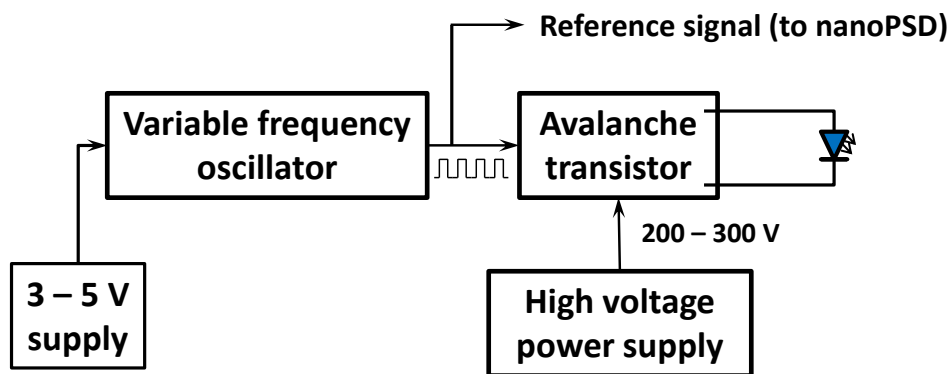 Reference signal (to nanoPSD)
Variable frequency
oscillator
Avalanche
transistor
200 – 300 V
3 – 5 V
supply
High voltage
power supply